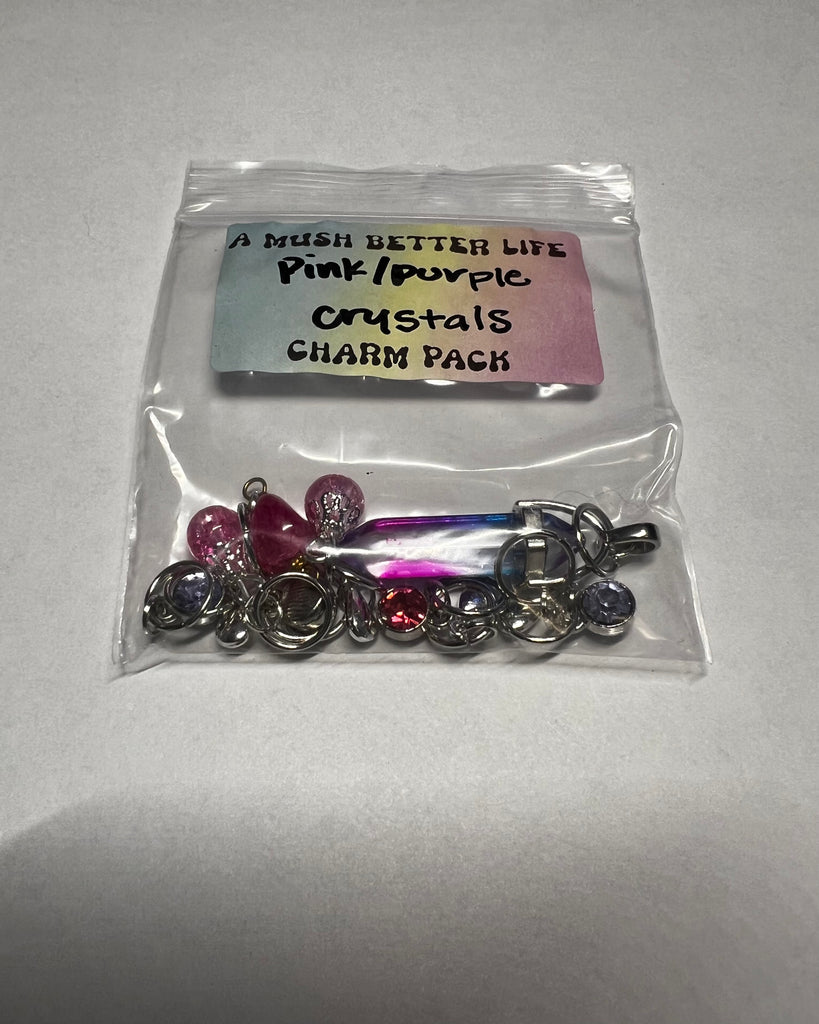 A MUSH BETTER LIFE
Pink/purple
crystals
CHARM PACK